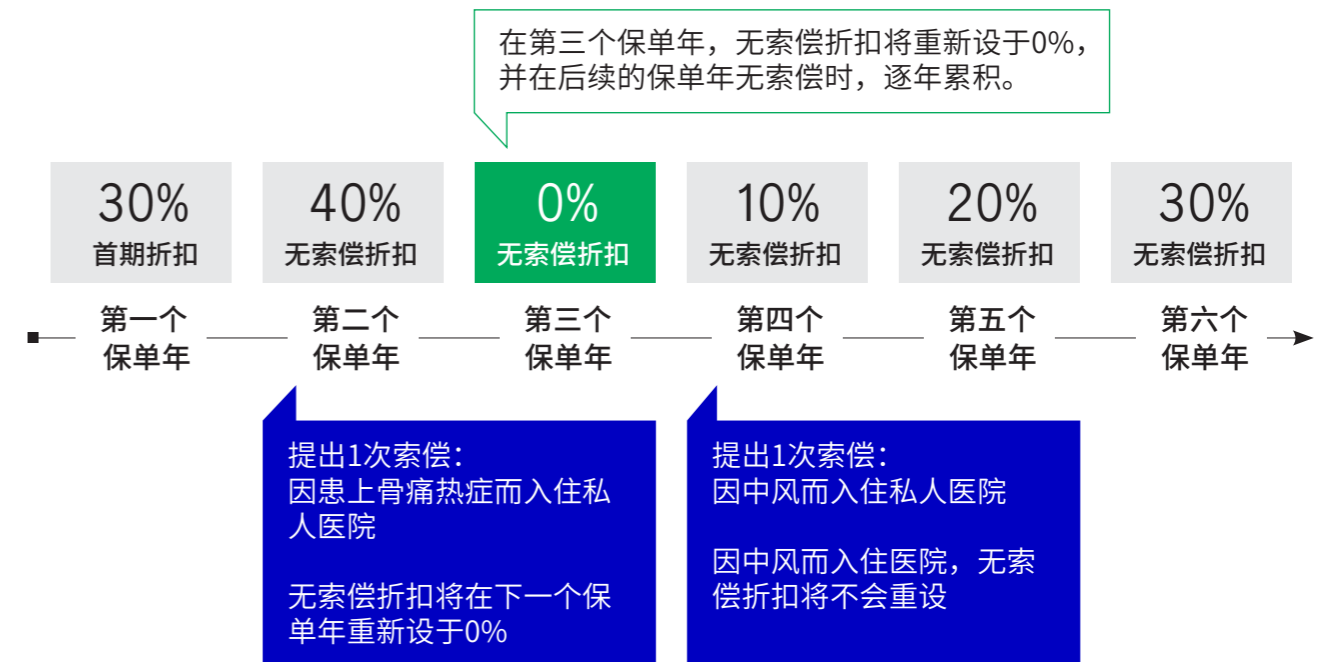 在第三个保单年，无索偿折扣将重新设于0%，
并在后续的保单年无索偿时，逐年累积。
30%
首期折扣
40%
无索偿折扣
0%
无索偿折扣
10%
无索偿折扣
20%
无索偿折扣
30%
无索偿折扣
第一个
保单年
第二个
保单年
第三个
保单年
第四个
保单年
第五个
保单年
第六个
保单年
提出1次索偿：
因患上骨痛热症而入住私
人医院
无索偿折扣将在下一个保
单年重新设于0%
提出1次索偿：
因中风而入住私人医院
因中风而入住医院，无索
偿折扣将不会重设